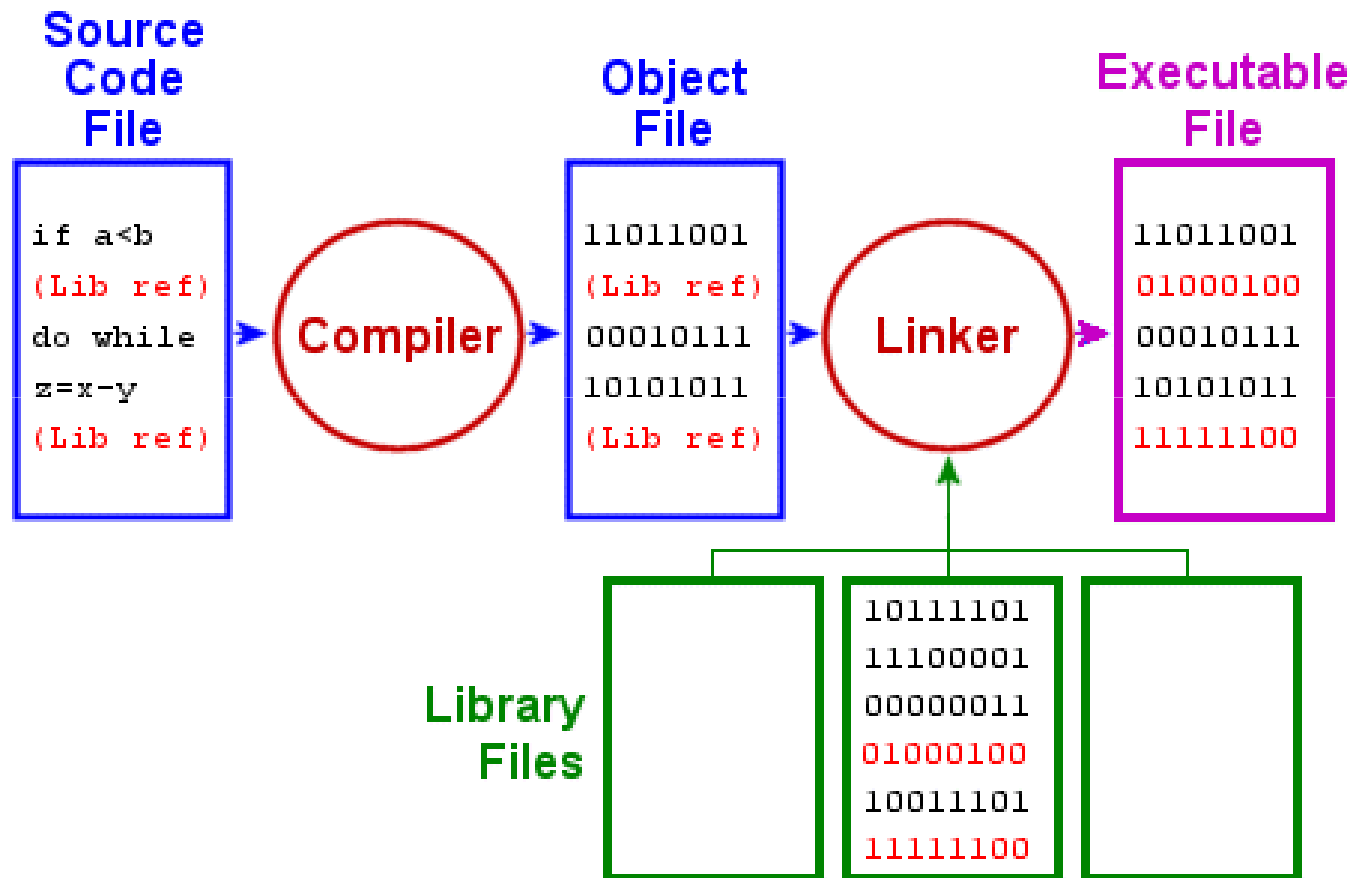 Source
Code
File
if a<b
(Lib ref)
do while
z=x-y
(Lib ref)
Compiler
Object
File
11011001
(Lib ref)
00010111
10101011
(Lib ref)
Linker
Executable
File
11011001
01000100
00010111
10101011
11111100
Library
Files
10111101
11100001
00000011
01000100
10011101
11111100